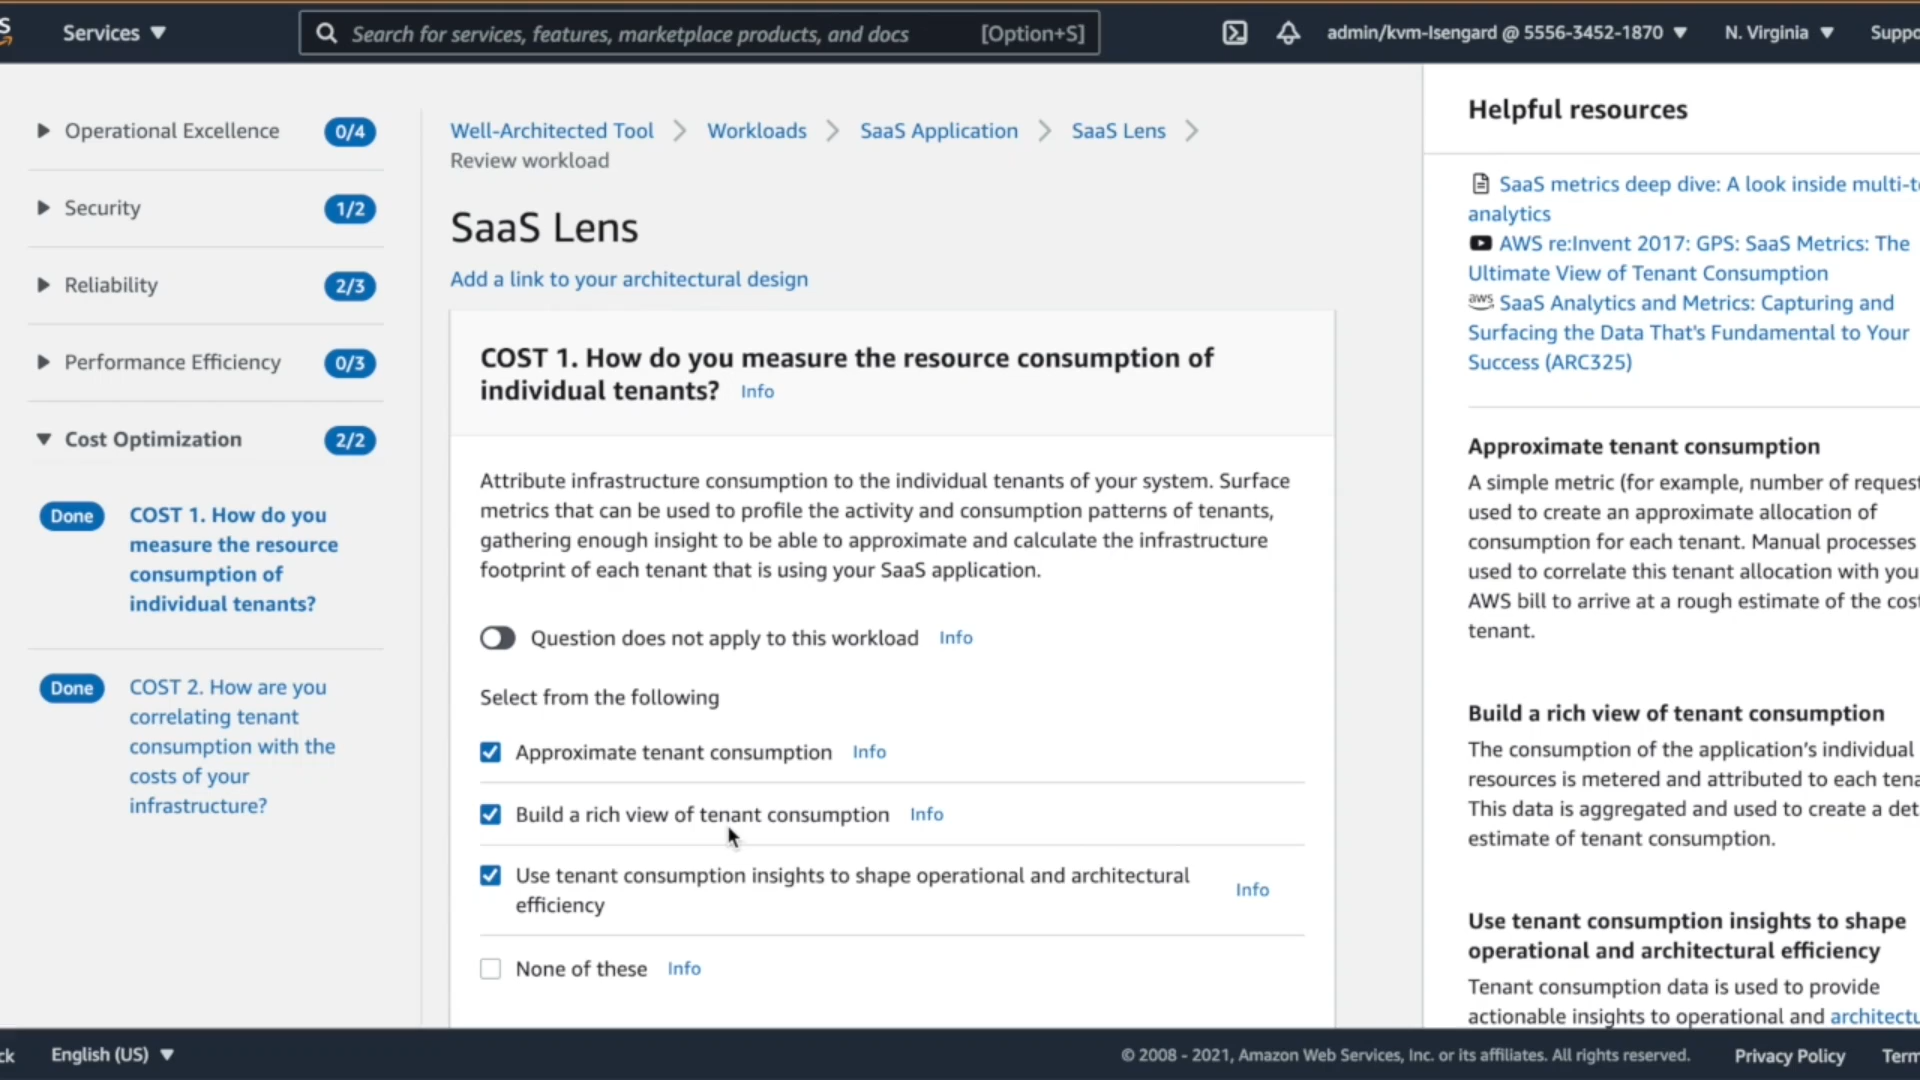 Services ▼
Search for services, features, marketplace products, and docs [Option+S]
admin/kvm-Isengard @ 5556-3452-1870 ▼
N. Virginia ▼
Operational Excellence 0/4
Security 1/2
Reliability 2/3
Performance Efficiency 0/3
Cost Optimization 2/2
Done
COST 1. How do you
measure the resource
consumption of
individual tenants?
Done
COST 2. How are you
correlating tenant
consumption with the
costs of your
infrastructure?
Well-Architected Tool > Workloads > SaaS Application > SaaS Lens >
Review workload
SaaS Lens
Add a link to your architectural design
COST 1. How do you measure the resource consumption of
individual tenants? Info
Attribute infrastructure consumption to the individual tenants of your system. Surface
metrics that can be used to profile the activity and consumption patterns of tenants,
gathering enough insight to be able to approximate and calculate the infrastructure
footprint of each tenant that is using your SaaS application.
Question does not apply to this workload Info
Select from the following
Approximate tenant consumption Info
Build a rich view of tenant consumption Info
Use tenant consumption insights to shape operational and architectural
efficiency Info
None of these Info
Helpful resources
SaaS metrics deep dive: A look inside
analytics
AWS re:Invent 2017: GPS: SaaS Metrics: The
Ultimate View of Tenant Consumption
aws SaaS Analytics and Metrics: Capturing and
Surfacing the Data That's Fundamental to Your
Success (ARC325)
Approximate tenant consumption
A simple metric (for example, number of
used to create an approximate allocation of
consumption for each tenant. Manual processes
used to correlate this tenant allocation with
AWS bill to arrive at a rough estimate of the
tenant.
Build a rich view of tenant consumption
The consumption of the application's individual
resources is metered and attributed to each
This data is aggregated and used to create a
estimate of tenant consumption.
Use tenant consumption insights to shape
operational and architectural efficiency
Tenant consumption data is used to provide
actionable insights to operational and
English (US) ▼
© 2008 - 2021, Amazon Web Services, Inc. or its affiliates. All rights reserved.
Privacy Policy